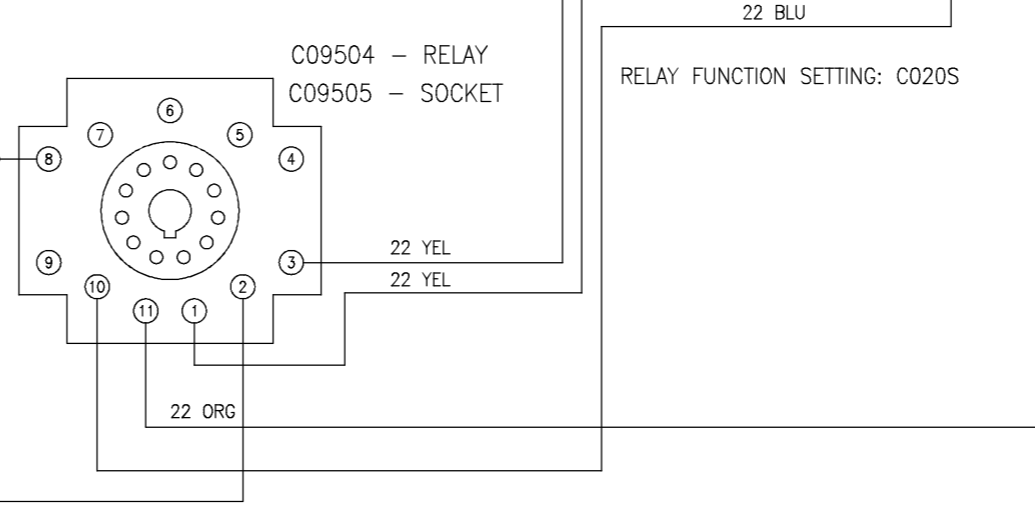 22 BLU
C09504 – RELAY
C09505 – SOCKET
RELAY FUNCTION SETTING: C020S
6
7
5
8
4
9
3
22 YEL
22 YEL
10
2
11
1
22 ORG